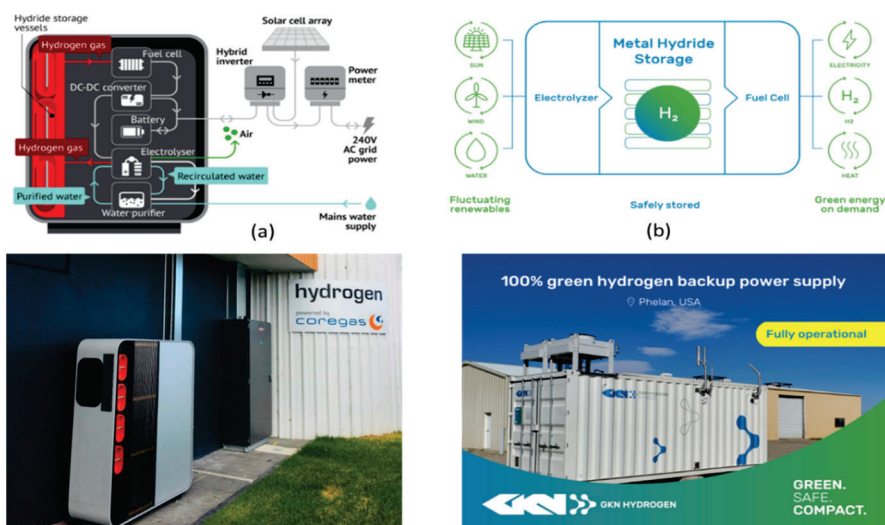 Hydride storage
vessels
Hydrogen gas
Fuel cell
DC-DC converter
Battery
Hydrogen gas
Electrolyser
Recirculated water
Purified water
Water purifier
Solar cell array
Hybrid
inverter
Power
meter
Air
240V
AC grid
power
Mains water
supply
(a)
SUN
WIND
WATER
Fluctuating
renewables
Electrolyzer
Metal Hydride
Storage
H₂
Safely stored
Fuel Cell
ELECTRICITY
H₂
H2
HEAT
Green energy
on demand
(b)
hydrogen
powered by
coregas
100% green hydrogen backup power supply
Phelan, USA
Fully operational
GKN
GKN HYDROGEN
GREEN.
SAFE.
COMPACT.